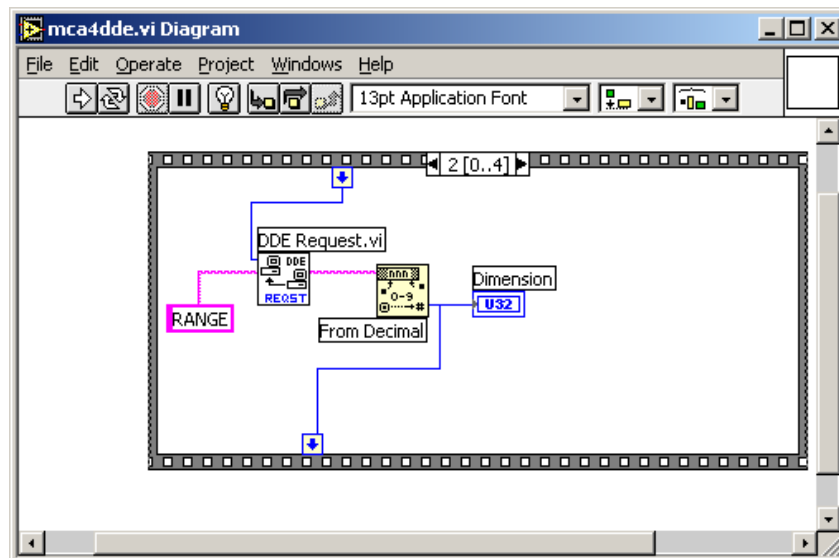 mca4dde.vi Diagram
File Edit Operate Project Windows Help
13pt Application Font
2 [0..4]
DDE Request.vi
DDE
REQST
nnn
0-9
#
Dimension
U32
RANGE
From Decimal